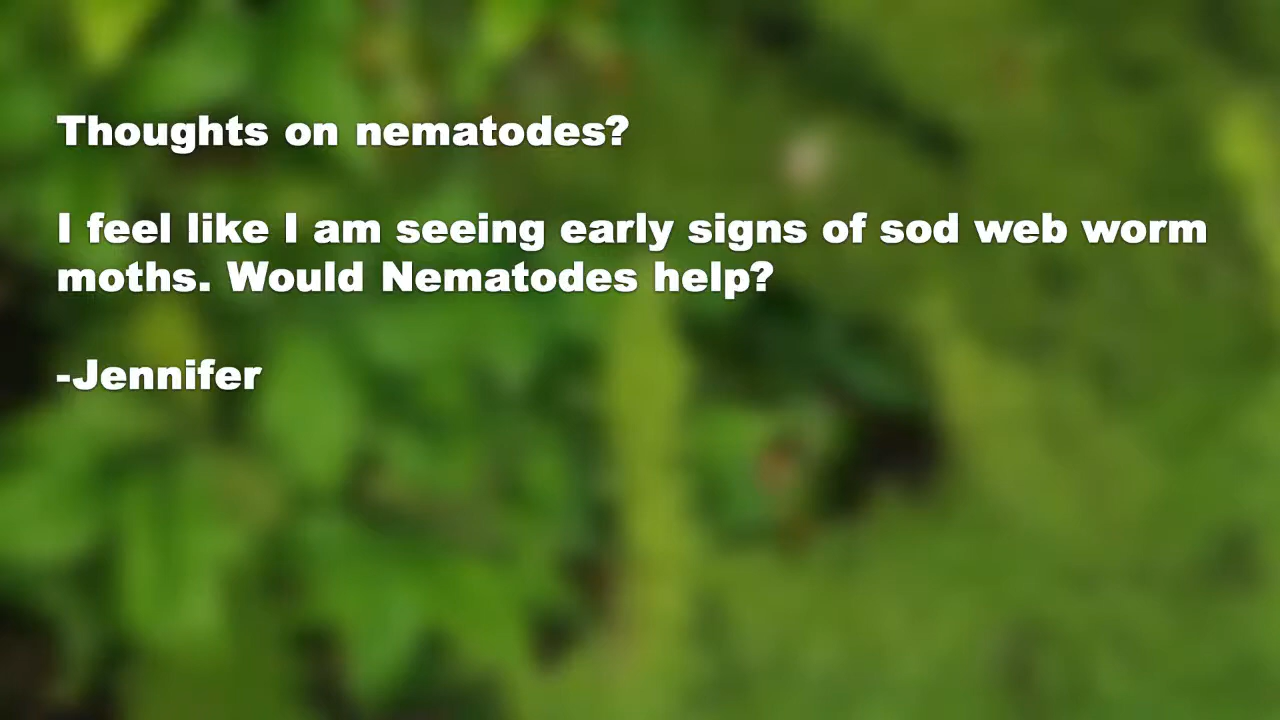 Thoughts on nematodes?
I feel like I am seeing early signs of sod web worm
moths. Would Nematodes help?
-Jennifer